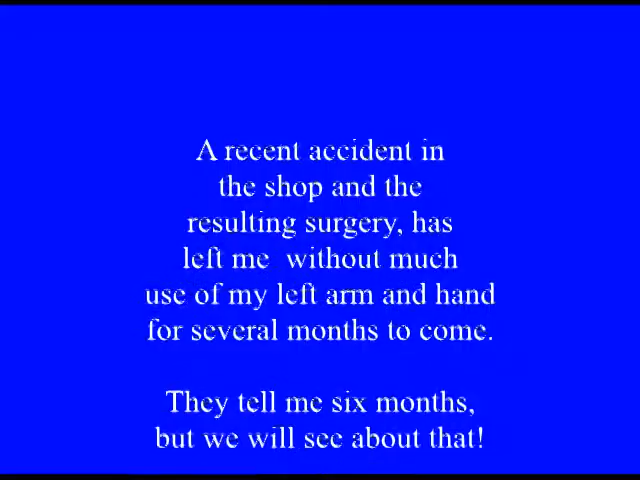 A recent accident in
the shop and the
resulting surgery, has
left me  without much
use of my left arm and hand
for several months to come.
They tell me six months,
but we will see about that!